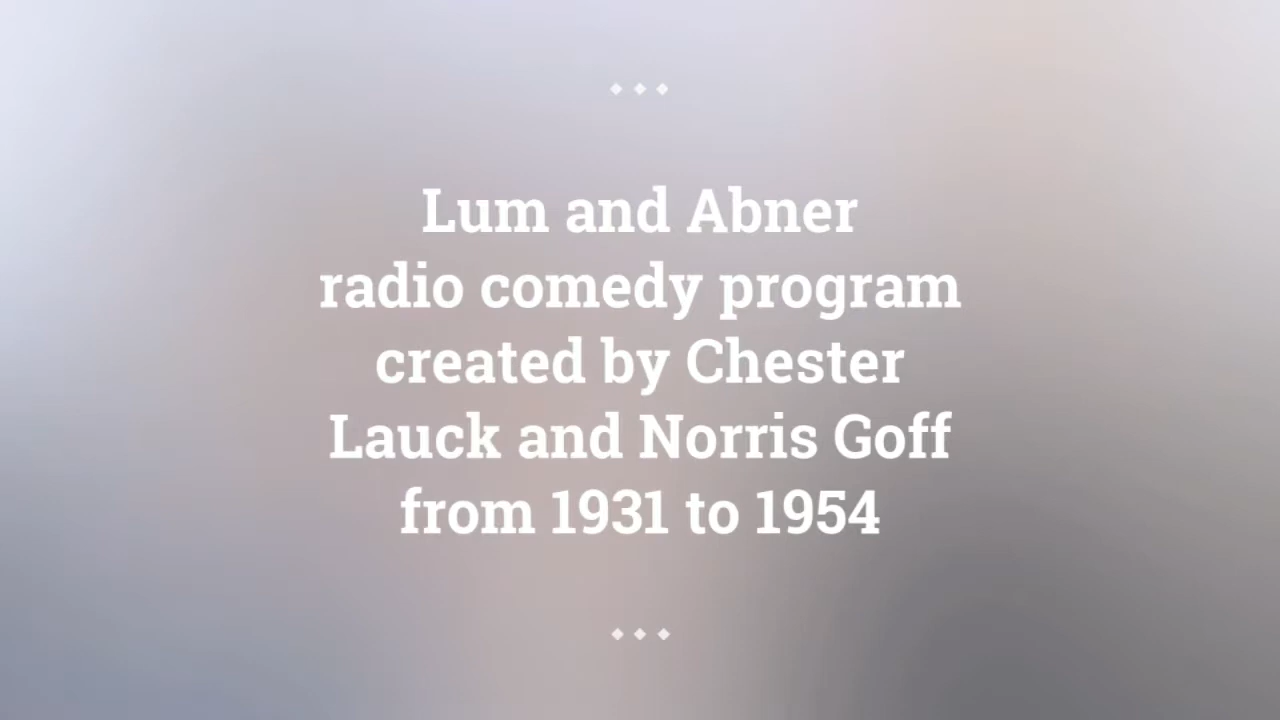 Lum and Abner
radio comedy program
created by Chester
Lauck and Norris Goff
from 1931 to 1954